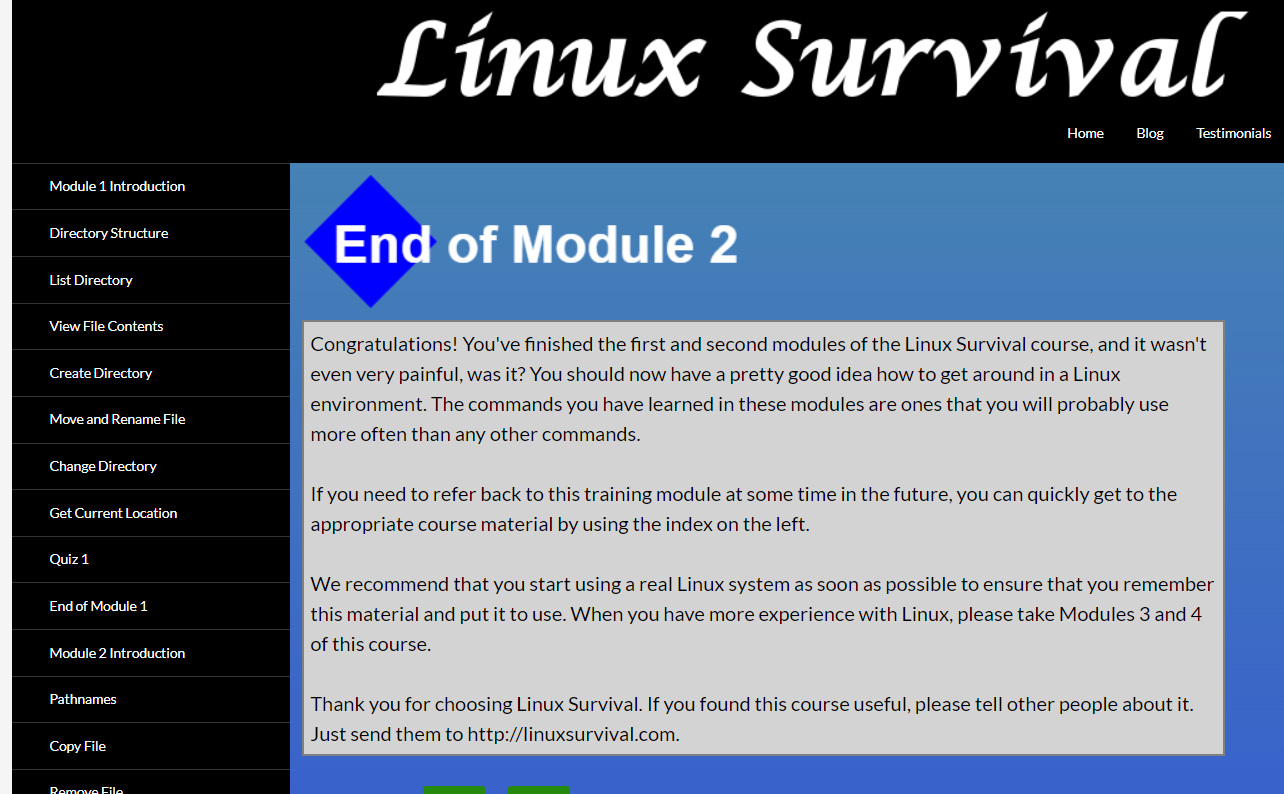 Linux Survival
Home
Blog
Testimonials
Module 1 Introduction
Directory Structure
List Directory
View File Contents
Create Directory
Move and Rename File
Change Directory
Get Current Location
Quiz 1
End of Module 1
Module 2 Introduction
Pathnames
Copy File
Remove File
End of Module 2
Congratulations! You've finished the first and second modules of the Linux Survival course, and it wasn't
even very painful, was it? You should now have a pretty good idea how to get around in a Linux
environment. The commands you have learned in these modules are ones that you will probably use
more often than any other commands.
If you need to refer back to this training module at some time in the future, you can quickly get to the
appropriate course material by using the index on the left.
We recommend that you start using a real Linux system as soon as possible to ensure that you remember
this material and put it to use. When you have more experience with Linux, please take Modules 3 and 4
of this course.
Thank you for choosing Linux Survival. If you found this course useful, please tell other people about it.
Just send them to http://linuxsurvival.com.